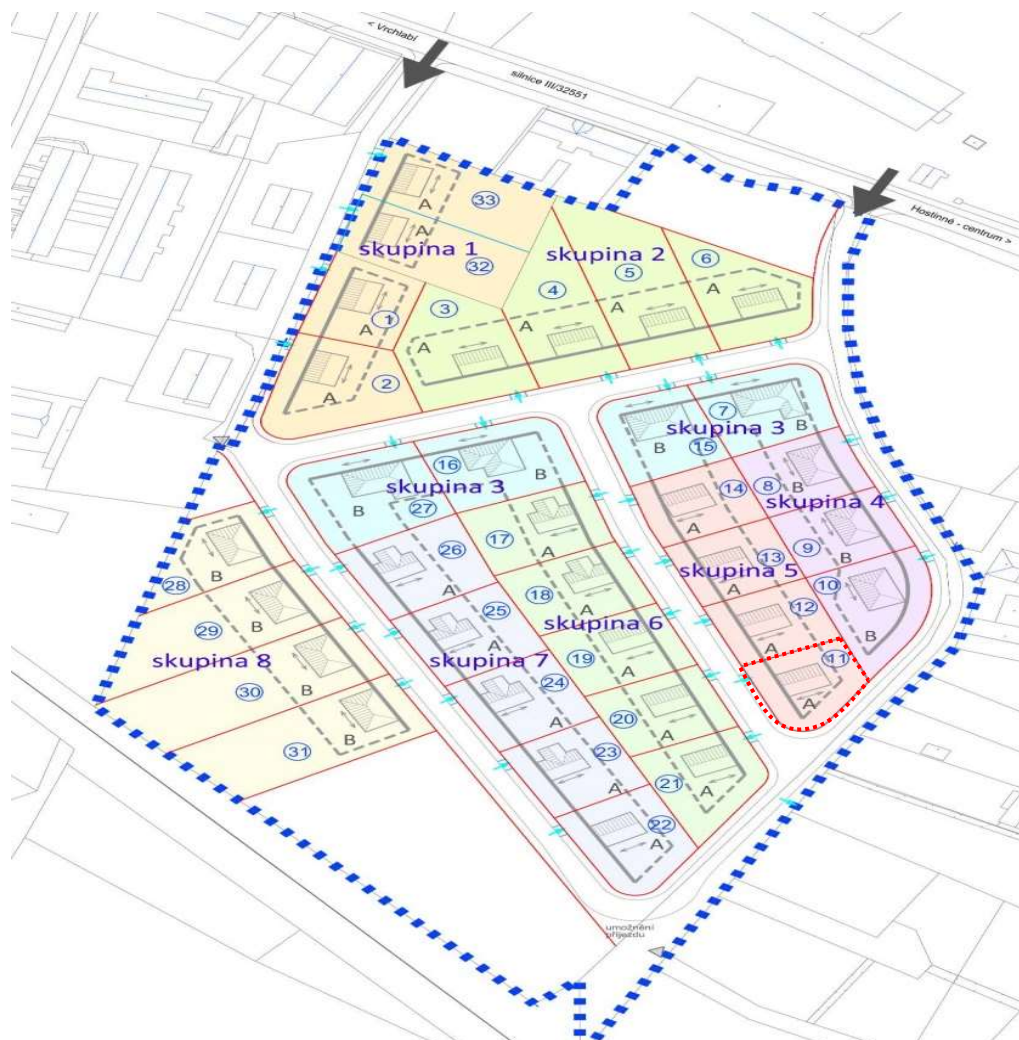 < Vrchlabí
silnice III/32551
Hostinné - centrum >
33
A
A
skupina 1
32
1
A
2
A
skupina 2
6
5
4
3
A
A
A
A
7
skupina 3
15
B
B
16
skupina 3
27
B
B
14
8
B
skupina 4
A
13
9
skupina 5
B
A
10
12
B
A
11
A
17
26
A
18
A
25
A
skupina 6
19
A
skupina 7
24
A
20
A
23
A
21
A
22
A
A
28
B
29
B
skupina 8
30
B
31
B
umožnění
příjezdu